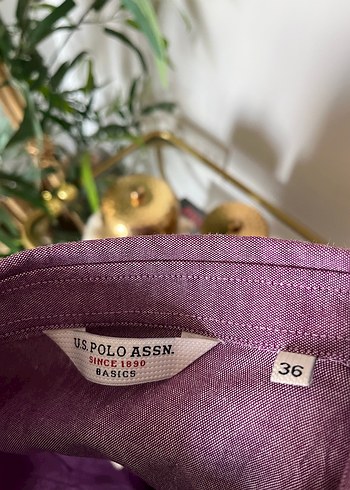 U.S. POLO ASSN.
SINCE 1890
BASICS
36